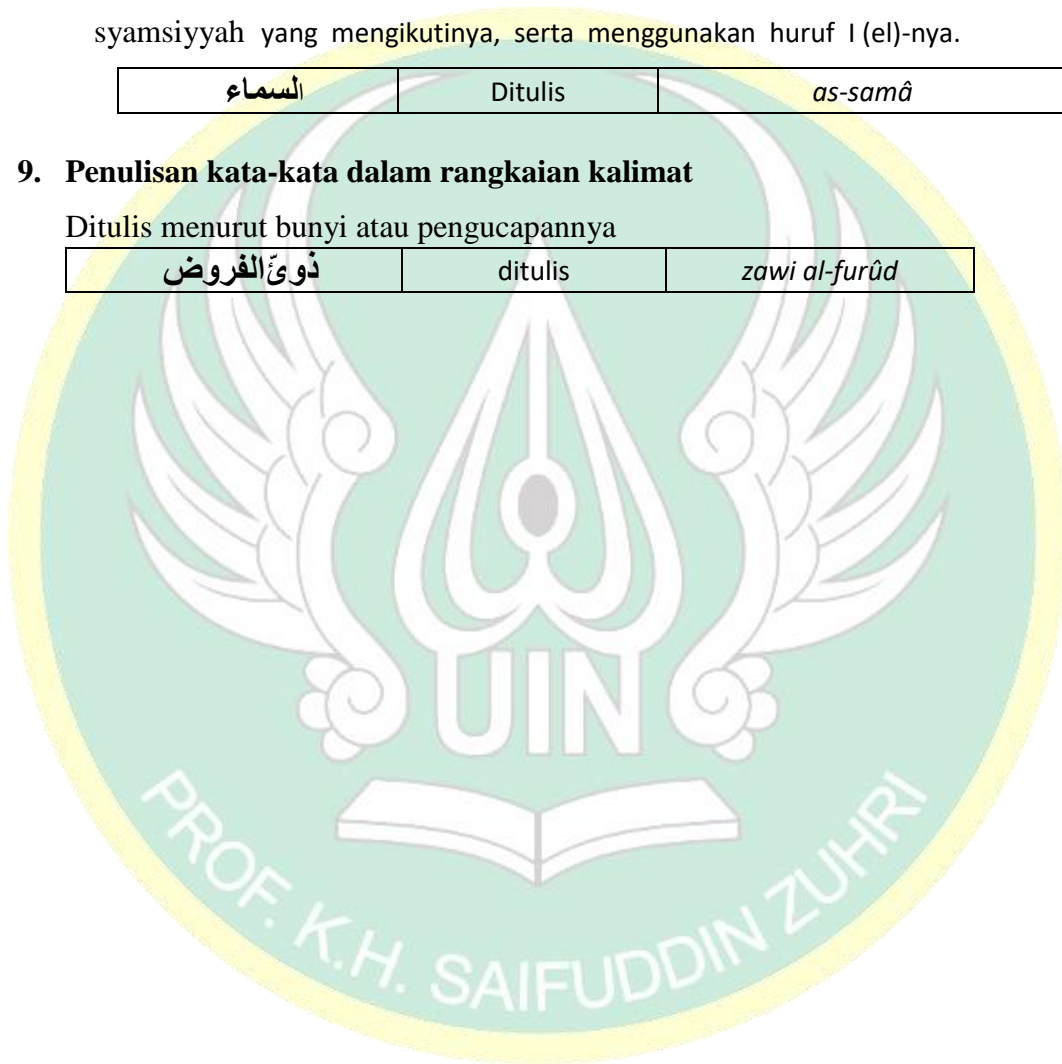 syamsiyyah yang mengikutinya, serta menggunakan huruf I (el)-nya.
السماء Ditulis as-samâ
9. Penulisan kata-kata dalam rangkaian kalimat
Ditulis menurut bunyi atau pengucapannya
ذوىّالفروض ditulis zawi al-furûd
UIN
PROF. K.H. SAIFUDDIN ZUHRI